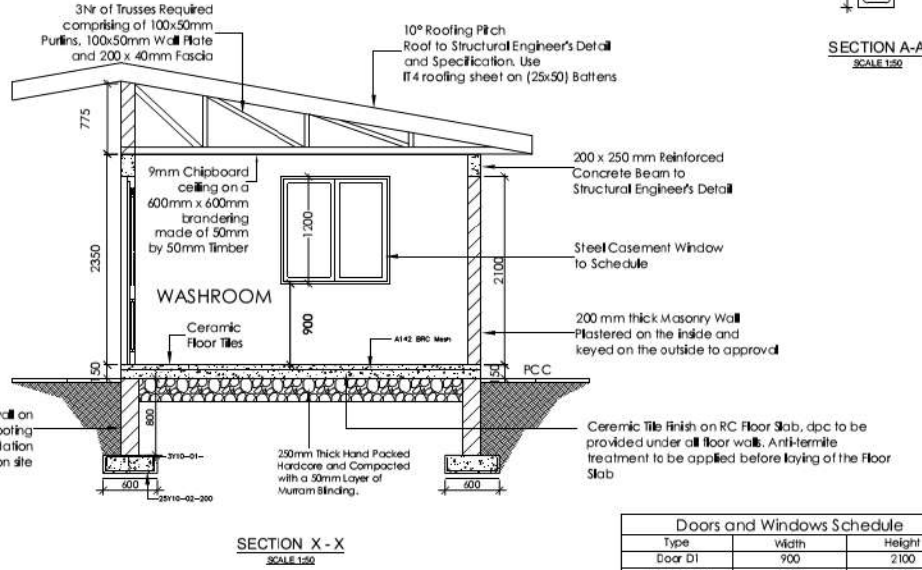 3Nr of Trusses Required
comprising of 100x50mm
Purlins, 100x50mm Wall Plate
and 200 x 40mm Fascia
10° Roofing Pitch
Roof to Structural Engineer's Detail
and Specification. Use
IT4 roofing sheet on (25x50) Battens
SECTION A-A
SCALE 1:50
775
9mm Chipboard
ceiling on a
600mm x 600mm
brandering
made of 50mm
by 50mm Timber
200 x 250 mm Reinforced
Concrete Beam to
Structural Engineer's Detail
1200
2350
2100
Steel Casement Window
to Schedule
WASHROOM
900
Ceramic
Floor Tiles
A142 BRC Mesh
200 mm thick Masonry Wall
Plastered on the inside and
keyed on the outside to approval
150
150
PCC
800
wall on
ooting
dation
on site
3Y10-01-
25Y10-02-200
600
600
250mm Thick Hand Packed
Hardcore and Compacted
with a 50mm Layer of
Murram Blinding.
Ceramic Tile Finish on RC Floor Slab, dpc to be
provided under all floor walls. Anti-termite
treatment to be applied before laying of the Floor
Slab
SECTION X - X
SCALE 1:50
Doors and Windows Schedule
Type Width Height
Door D1 900 2100